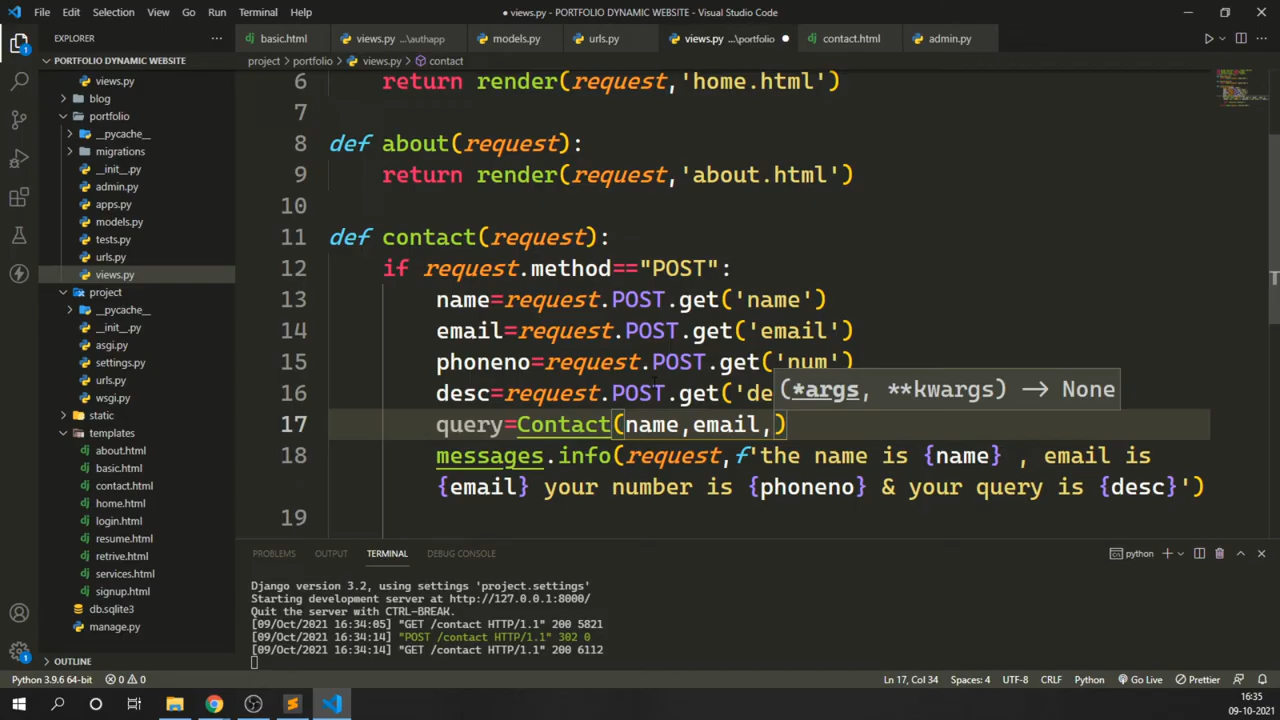 File Edit Selection View Go Run Terminal Help
● views.py - PORTFOLIO DYNAMIC WEBSITE - Visual Studio Code
EXPLORER
basic.html
views.py ...\authapp
models.py
urls.py
views.py ...\portfolio
contact.html
admin.py
PORTFOLIO DYNAMIC WEBSITE
project > portfolio > views.py > contact
views.py
blog
portfolio
__pycache__
migrations
__init__.py
admin.py
apps.py
models.py
tests.py
urls.py
views.py
project
__pycache__
__init__.py
asgi.py
settings.py
urls.py
wsgi.py
static
templates
about.html
basic.html
contact.html
home.html
login.html
resume.html
retrive.html
services.html
signup.html
db.sqlite3
manage.py
OUTLINE
6 return render(request,'home.html')
7
8 def about(request):
9 return render(request,'about.html')
10
11 def contact(request):
12 if request.method=="POST":
13 name=request.POST.get('name')
14 email=request.POST.get('email')
15 phoneno=request.POST.get('num')
16 desc=request.POST.get('de
(*args, **kwargs) -> None
17 query=Contact(name,email,)
18 messages.info(request,f'the name is {name} , email is
{email} your number is {phoneno} & your query is {desc}')
19
PROBLEMS OUTPUT TERMINAL DEBUG CONSOLE
python
Django version 3.2, using settings 'project.settings'
Starting development server at http://127.0.0.1:8000/
Quit the server with CTRL-BREAK.
[09/Oct/2021 16:34:05] "GET /contact HTTP/1.1" 200 5821
[09/Oct/2021 16:34:14] "POST /contact HTTP/1.1" 302 0
[09/Oct/2021 16:34:14] "GET /contact HTTP/1.1" 200 6112
Python 3.9.6 64-bit 0 0
Ln 17, Col 34 Spaces: 4 UTF-8 CRLF Python Go Live Prettier
16:35
09-10-2021